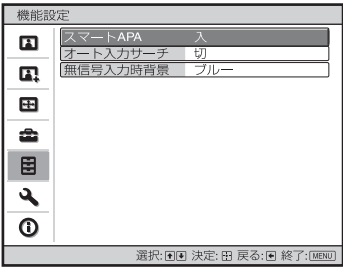 機能設定
スマートAPA 入
オート入力サーチ 切
無信号入力時背景 ブルー
選択: 決定: 戻る: 終了:MENU